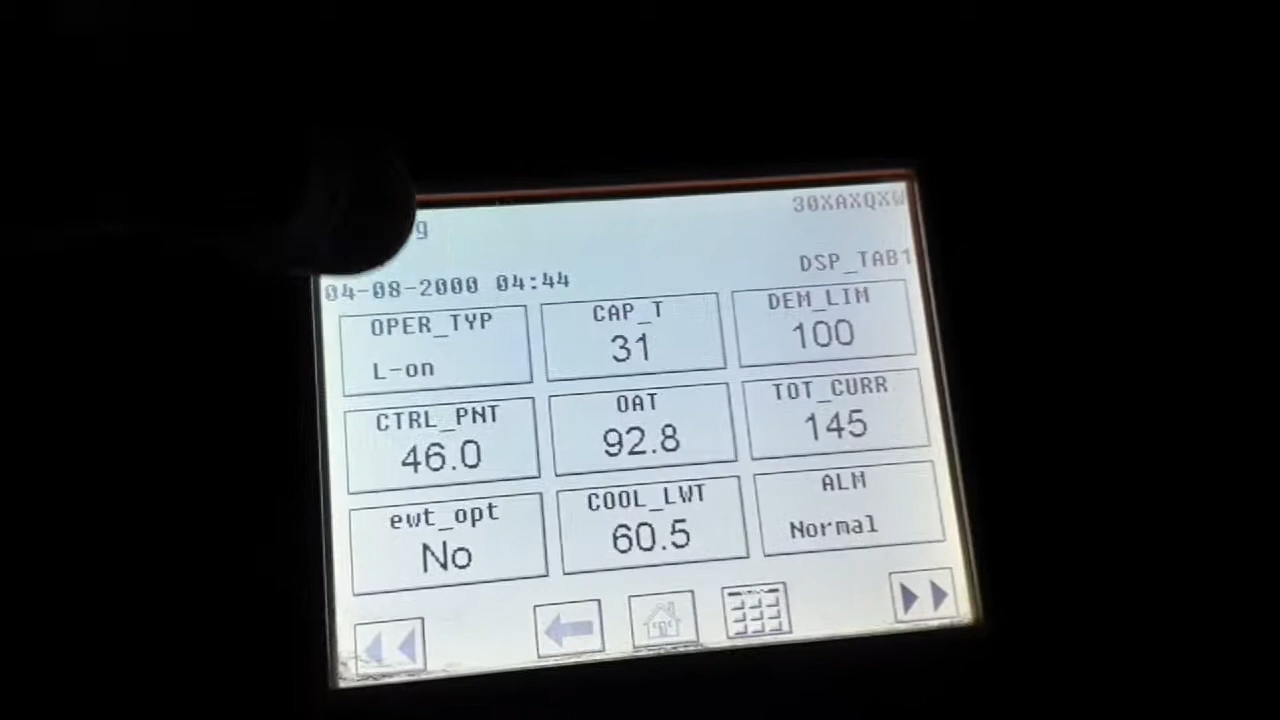 30XAXQXW
04-08-2000 04:44
DSP_TAB1
OPER_TYP
L-on
CAP_T
31
DEM_LIM
100
CTRL_PNT
46.0
OAT
92.8
TOT_CURR
145
ewt_opt
No
COOL_LWT
60.5
ALM
Normal